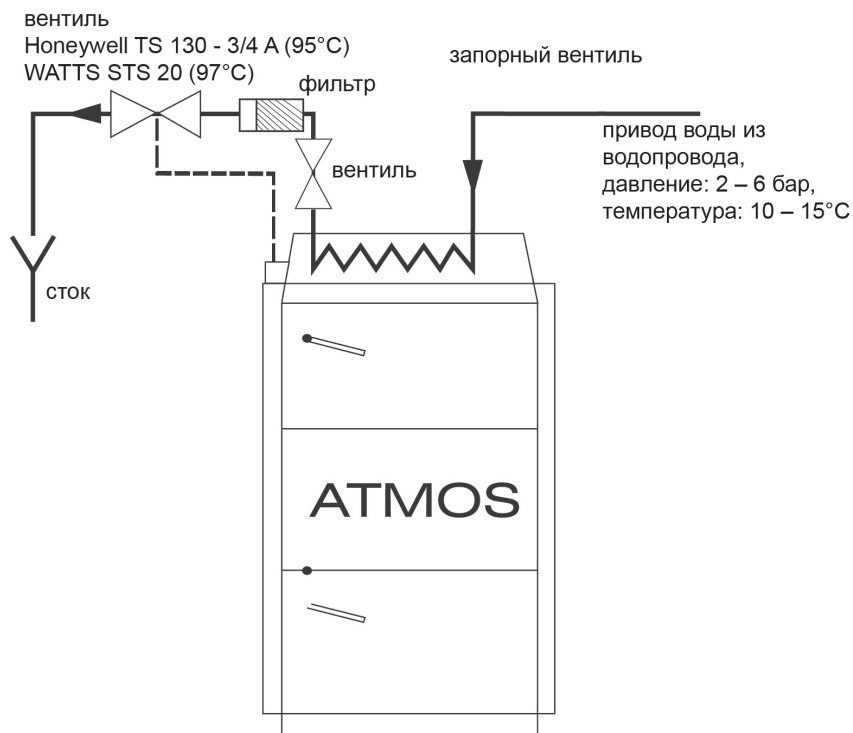 вентиль
Honeywell TS 130 - 3/4 A (95°C)
WATTS STS 20 (97°C)
фильтр
запорный вентиль
привод воды из
водопровода,
давление: 2 – 6 бар,
температура: 10 – 15°C
вентиль
сток
ATMOS